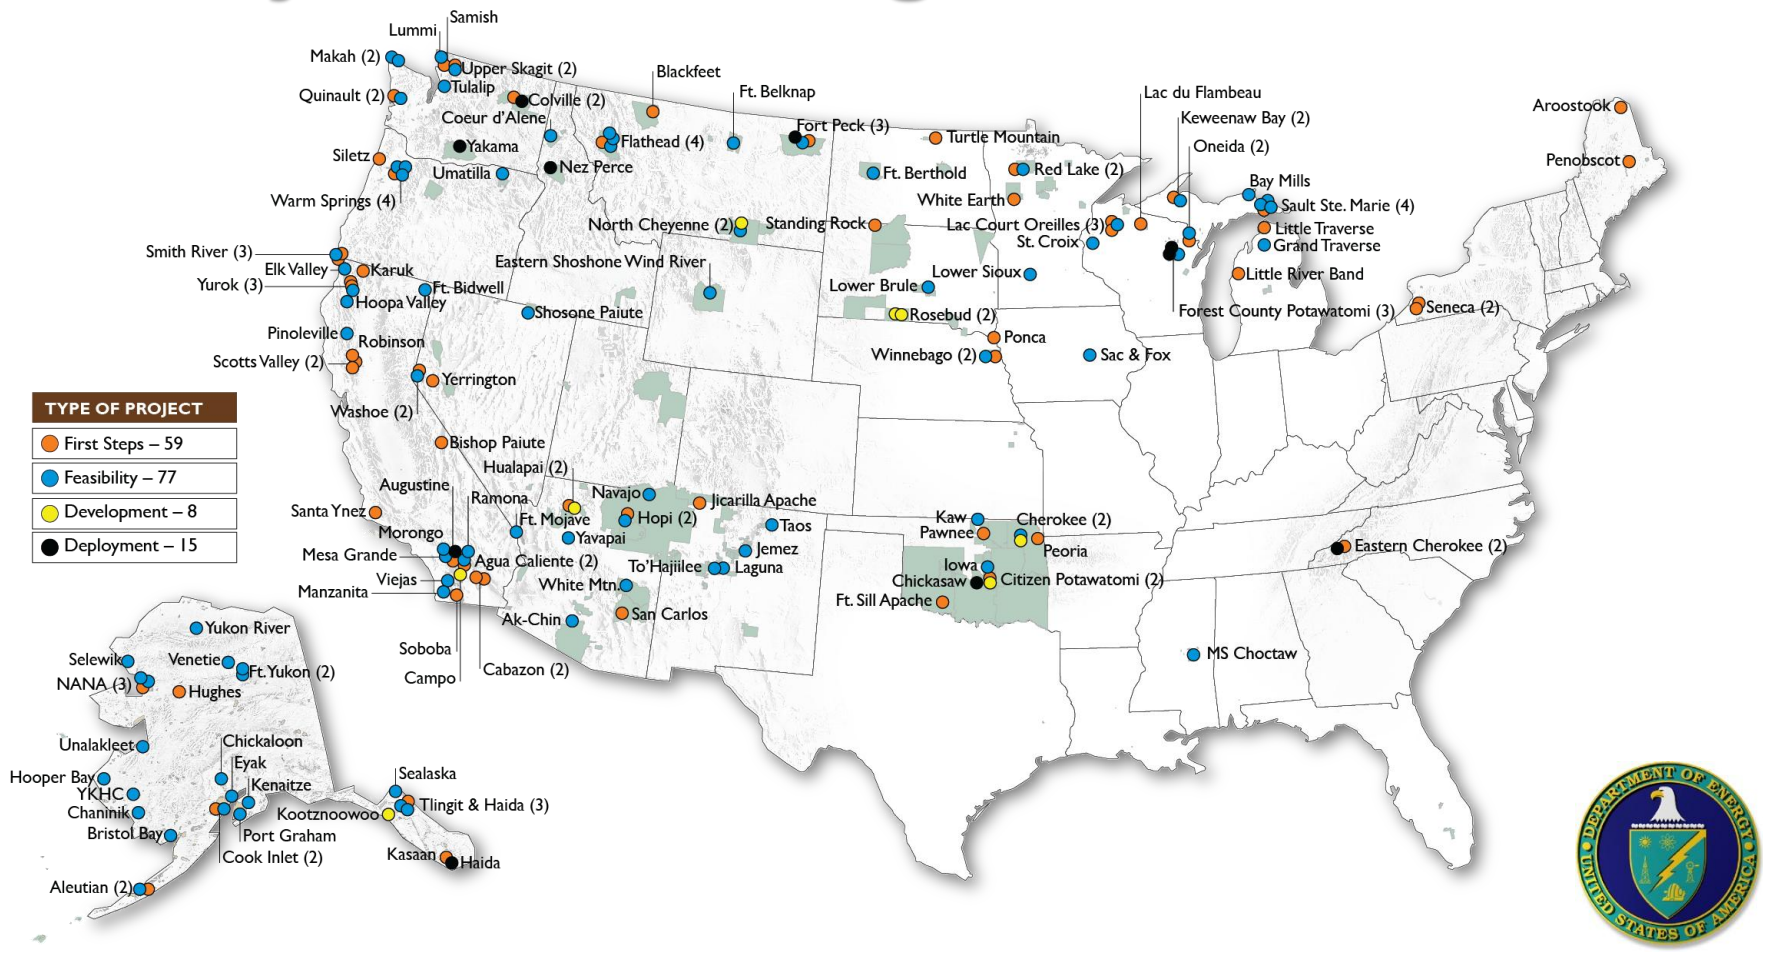 Samish
Lummi
Makah (2)
Upper Skagit (2)
Tulalip
Quinault (2)
Colville (2)
Coeur d'Alene
Yakama
Siletz
Umatilla
Nez Perce
Warm Springs (4)
Blackfeet
Ft. Belknap
Flathead (4)
Fort Peck (3)
Turtle Mountain
Ft. Berthold
Red Lake (2)
White Earth
North Cheyenne (2)
Standing Rock
Lac du Flambeau
Keweenaw Bay (2)
Oneida (2)
Bay Mills
Sault Ste. Marie (4)
Lac Court Oreilles (3)
St. Croix
Little Traverse
Grand Traverse
Little River Band
Aroostook
Penobscot
Smith River (3)
Elk Valley
Karuk
Yurok (3)
Ft. Bidwell
Hoopa Valley
Eastern Shoshone Wind River
Shosone Paiute
Lower Sioux
Lower Brule
Rosebud (2)
Forest County Potawatomi (3)
Seneca (2)
Pinoleville
Robinson
Scotts Valley (2)
Yerrington
Washoe (2)
Ponca
Winnebago (2)
Sac & Fox
TYPE OF PROJECT
First Steps – 59
Feasibility – 77
Development – 8
Deployment – 15
Bishop Paiute
Hualapai (2)
Augustine
Ramona
Navajo
Jicarilla Apache
Santa Ynez
Ft. Mojave
Hopi (2)
Taos
Morongo
Yavapai
Mesa Grande
Agua Caliente (2)
Jemez
To'Hajiilee
Laguna
Viejas
White Mtn.
Manzanita
Ak-Chin
San Carlos
Soboba
Campo
Cabazon (2)
Kaw
Cherokee (2)
Pawnee
Peoria
Iowa
Chickasaw
Citizen Potawatomi (2)
Ft. Sill Apache
Eastern Cherokee (2)
MS Choctaw
Yukon River
Selewik
Venetie
Ft. Yukon (2)
NANA (3)
Hughes
Unalakleet
Chickaloon
Eyak
Hooper Bay
Kenaitze
YKHC
Chaninik
Bristol Bay
Port Graham
Cook Inlet (2)
Aleutian (2)
Sealaska
Tlingit & Haida (3)
Kootznoowoo
Kasaan
Haida
DEPARTMENT OF ENERGY
UNITED STATES OF AMERICA